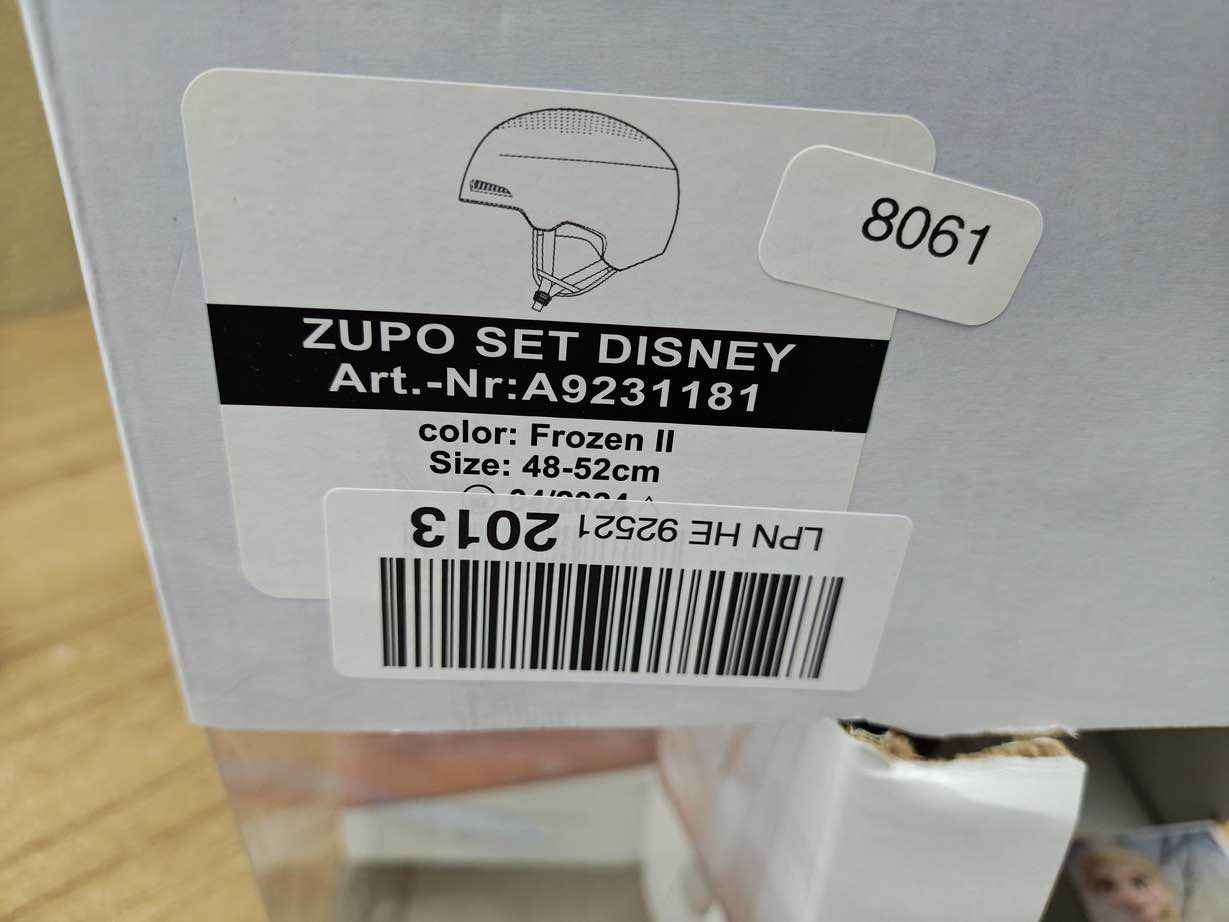 8061
ZUPO SET DISNEY
Art.-Nr:A9231181
color: Frozen II
Size: 48-52cm
LPN HE 92521 2013